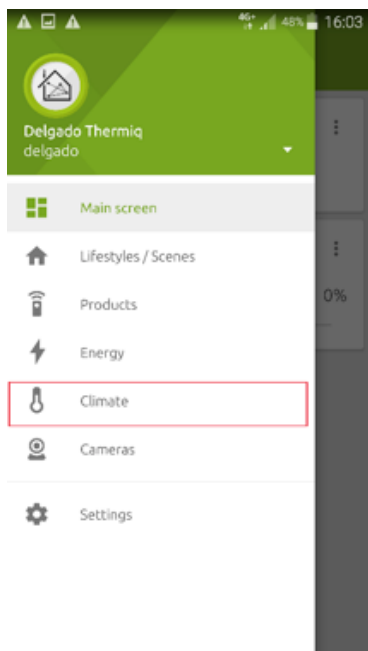 4G+ 48% 16:03
Delgado Thermiq
delgado
Main screen
Lifestyles / Scenes
Products
0%
Energy
Climate
Cameras
Settings